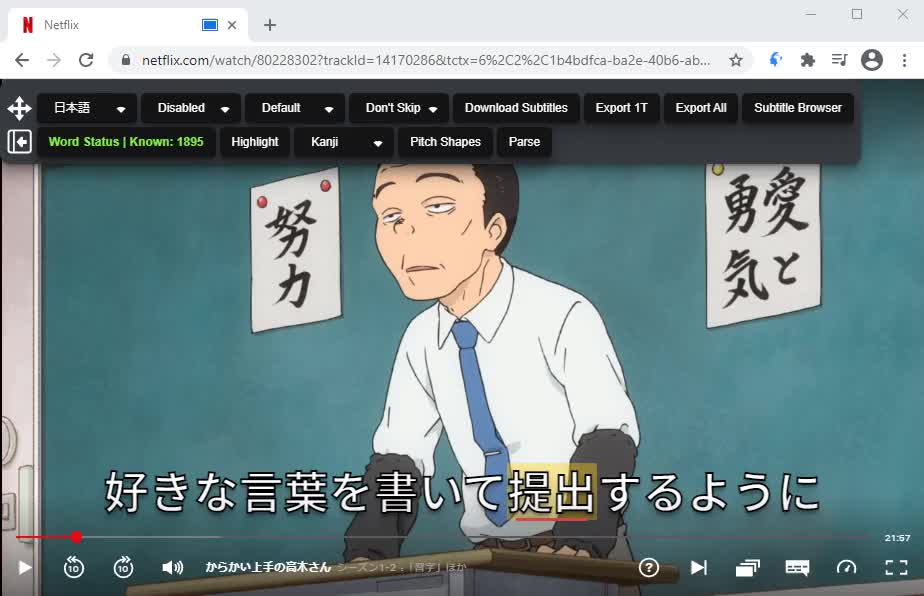 Netflix
netflix.com/watch/80228302?trackId=14170286&tctx=6%2C2%2C1b4bdfca-ba2e-40b6-ab...
日本語 Disabled Default Don't Skip Download Subtitles Export 1T Export All Subtitle Browser
Word Status | Known: 1895 Highlight Kanji Pitch Shapes Parse
努力
愛と
勇気
好きな言葉を書いて提出するように
21:57
10 10 からかい上手の高木さん シーズン1-2：「習字」ほか ?